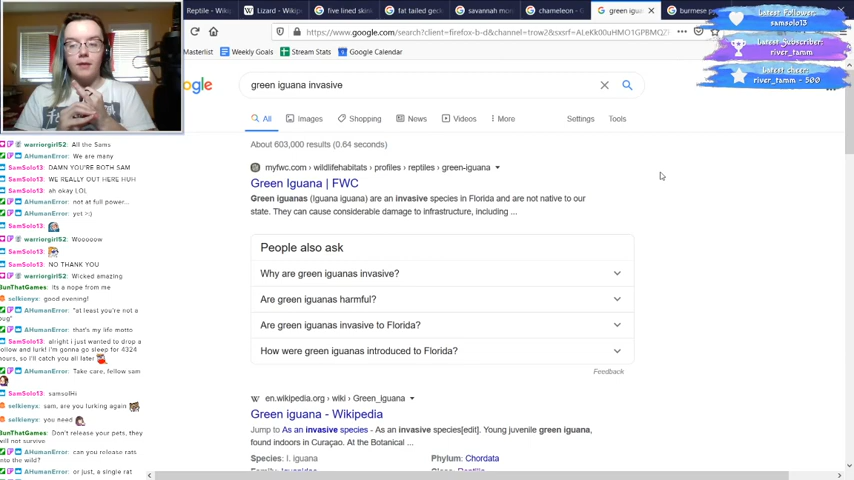 Reptile - Wiki
Lizard - Wikip
five lined skin
fat tailed geck
savannah moni
chameleon - G
green igua
burmese p
https://www.google.com/search?client=firefox-b-d&channel=trow2&sxsrf=
Masterlist
Weekly Goals
Stream Stats
Google Calendar
Latest Follower:
samsolo13
Latest Subscriber:
river_tamm
Latest cheer:
river_tamm - 500
ogle
green iguana invasive
All
Images
Shopping
News
Videos
More
Settings
Tools
About 603,000 results (0.64 seconds)
myfwc.com › wildlifehabitats › profiles › reptiles › green-iguana
Green Iguana | FWC
Green iguanas (Iguana iguana) are an invasive species in Florida and are not native to our
state. They can cause considerable damage to infrastructure, including ...
People also ask
Why are green iguanas invasive?
Are green iguanas harmful?
Are green iguanas invasive to Florida?
How were green iguanas introduced to Florida?
Feedback
en.wikipedia.org › wiki › Green_iguana
Green iguana - Wikipedia
Jump to As an invasive species - As an invasive species[edit]. Young juvenile green iguana,
found indoors in Curaçao. At the Botanical ...
Species: I. iguana
Phylum: Chordata
warriorgirl52: All the Sams
AHumanError: We are many
SamSolo13: DAMN YOU'RE BOTH SAM
SamSolo13: WE REALLY OUT HERE HUH
SamSolo13: ah okay LOL
AHumanError: not at full power...
AHumanError: yet >:)
SamSolo13:
warriorgirl52: Wooooow
SamSolo13:
SamSolo13: NO THANK YOU
warriorgirl52: Wicked amazing
SunThatGames: Its a nope from me
selkienyx: good evening!
AHumanError: "at least you're not a
bug"
AHumanError: that's my life motto
SamSolo13: alright i just wanted to drop a
follow and lurk! i'm gonna go sleep for 4324
hours, so i'll catch you all later
AHumanError: Take care, fellow sam
SamSolo13: samsolHi
selkienyx: sam, are you lurking again
selkienyx: you need
SunThatGames: Don't release your pets, they
will not survive
AHumanError: can you release rats
into the wild?
AHumanError: or just, a single rat